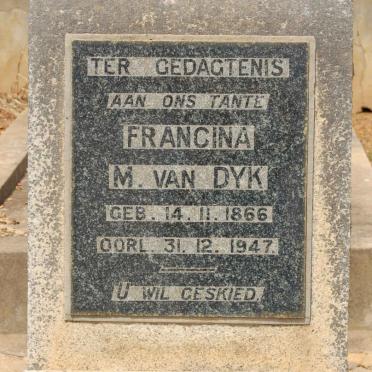 TER GEDAGTENIS
AAN ONS TANTE
FRANCINA
M. VAN DYK
GEB. 14. 11. 1866
OORL. 31. 12. 1947.
U WIL GESKIED.